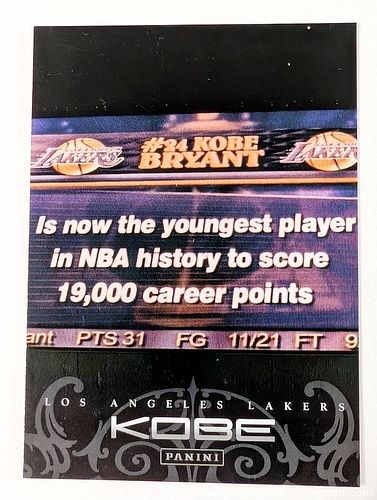 LAKERS
#24 KOBE
BRYANT
LAKERS
Is now the youngest player
in NBA history to score
19,000 career points
ant PTS 31 FG 11/21 FT 9
LOS ANGELES LAKERS
KOBE
PANINI